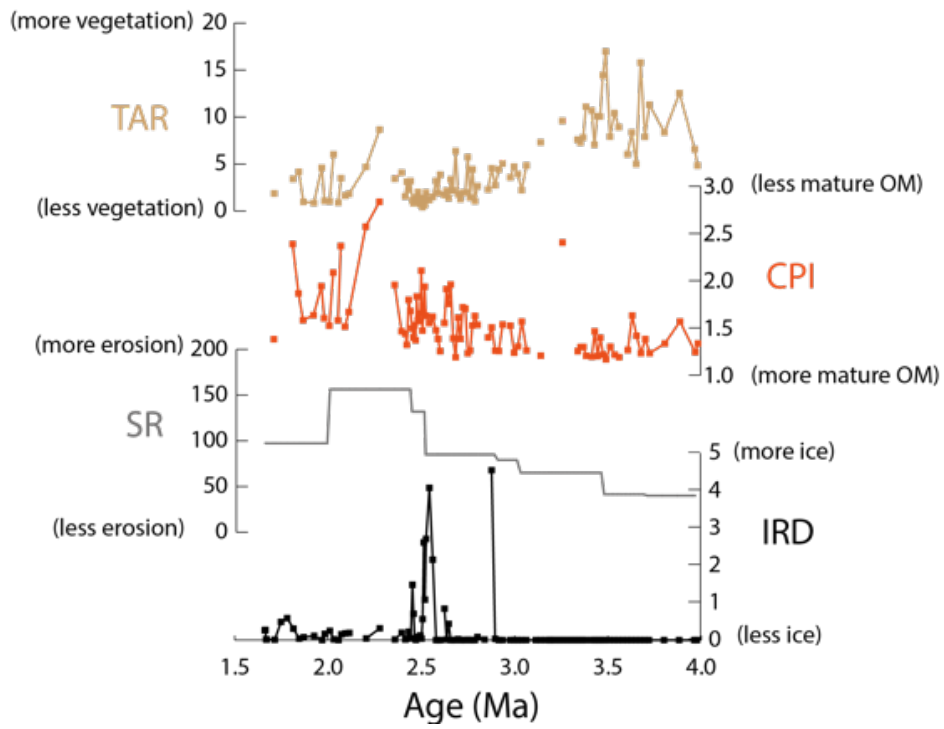 (more vegetation) 20
15
TAR
10
5
(less vegetation) 0
3.0 (less mature OM)
2.5
CPI
2.0
1.5
1.0 (more mature OM)
(more erosion) 200
150
SR
100
50
(less erosion) 0
5 (more ice)
4
3
IRD
2
1
0 (less ice)
1.5 2.0 2.5 3.0 3.5 4.0
Age (Ma)